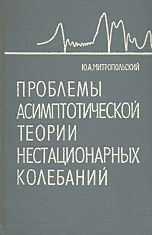 Ю.А.МИТРОПОЛЬСКИЙ
ПРОБЛЕМЫ
АСИМПТОТИЧЕСКОЙ
ТЕОРИИ
НЕСТАЦИОНАРНЫХ
КОЛЕБАНИЙ